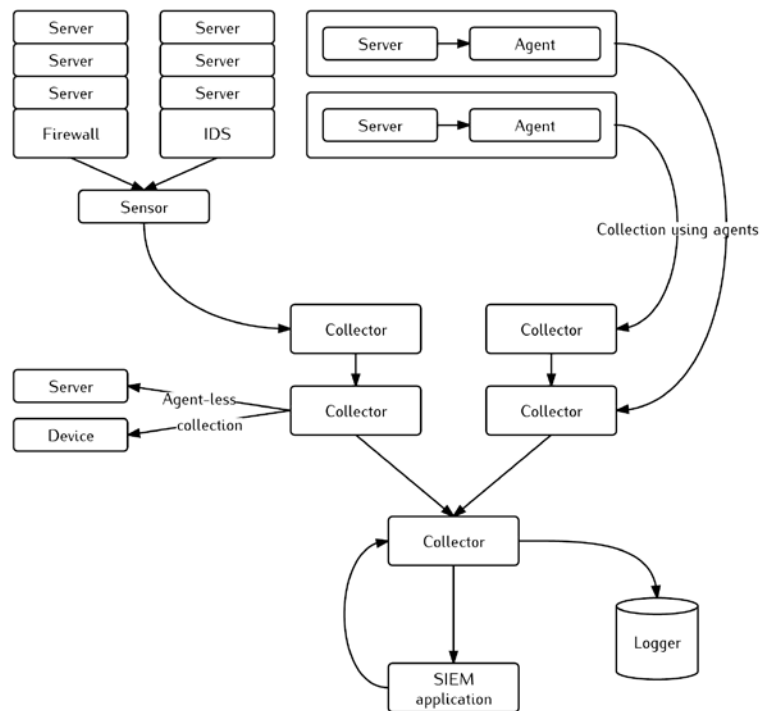 Server
Server
Server
Firewall
Server
Server
Server
IDS
Server
Agent
Server
Agent
Sensor
Collection using agents
Collector
Collector
Server
Agent-less
collection
Device
Collector
Collector
Collector
Logger
SIEM
application